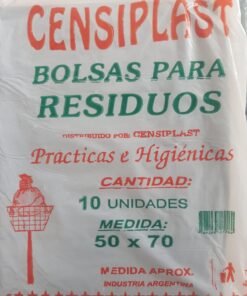 CENSIPLAST
BOLSAS PARA
RESIDUOS
DISTRIBUIDO POR CENSIPLAST
Practicas e Higiénicas
CANTIDAD:
10 UNIDADES
MEDIDA:
50 x 70
MEDIDA APROX.
INDUSTRIA ARGENTINA